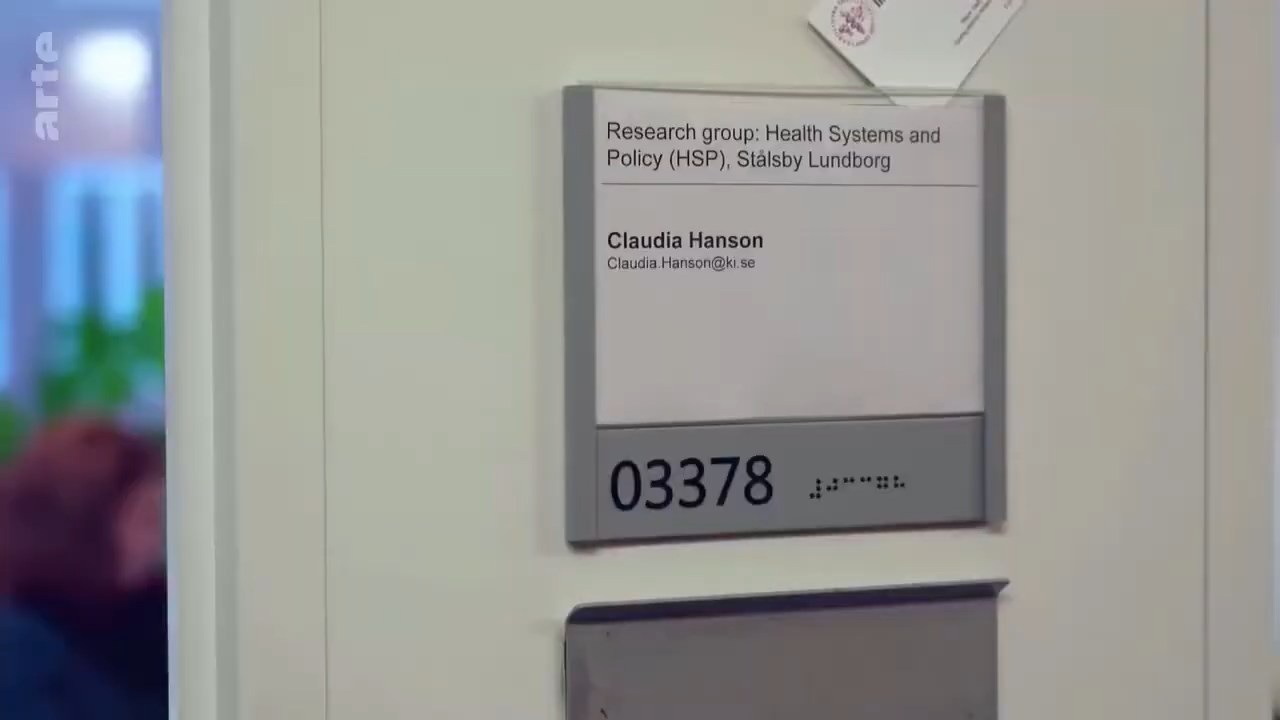 arte
Research group: Health Systems and
Policy (HSP), Stålsby Lundborg
Claudia Hanson
Claudia.Hanson@ki.se
03378